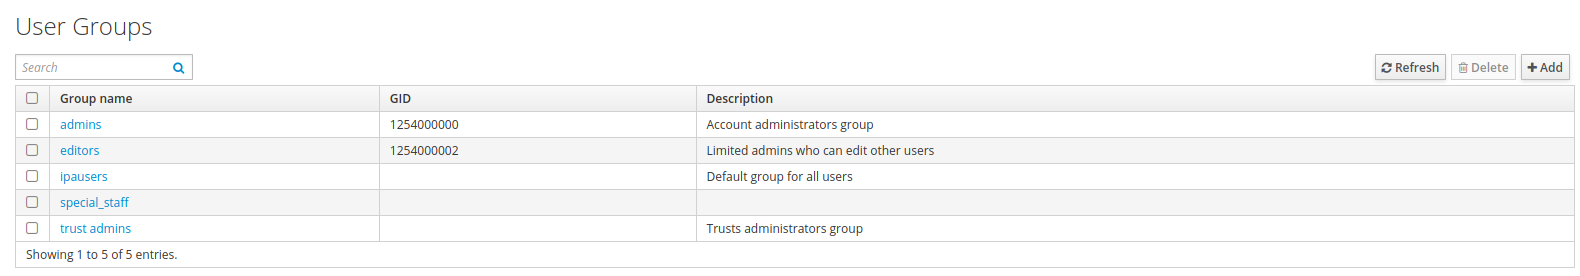 User Groups
Search
Refresh Delete Add
Group name GID Description
admins 1254000000 Account administrators group
editors 1254000002 Limited admins who can edit other users
ipausers Default group for all users
special_staff
trust admins Trusts administrators group
Showing 1 to 5 of 5 entries.